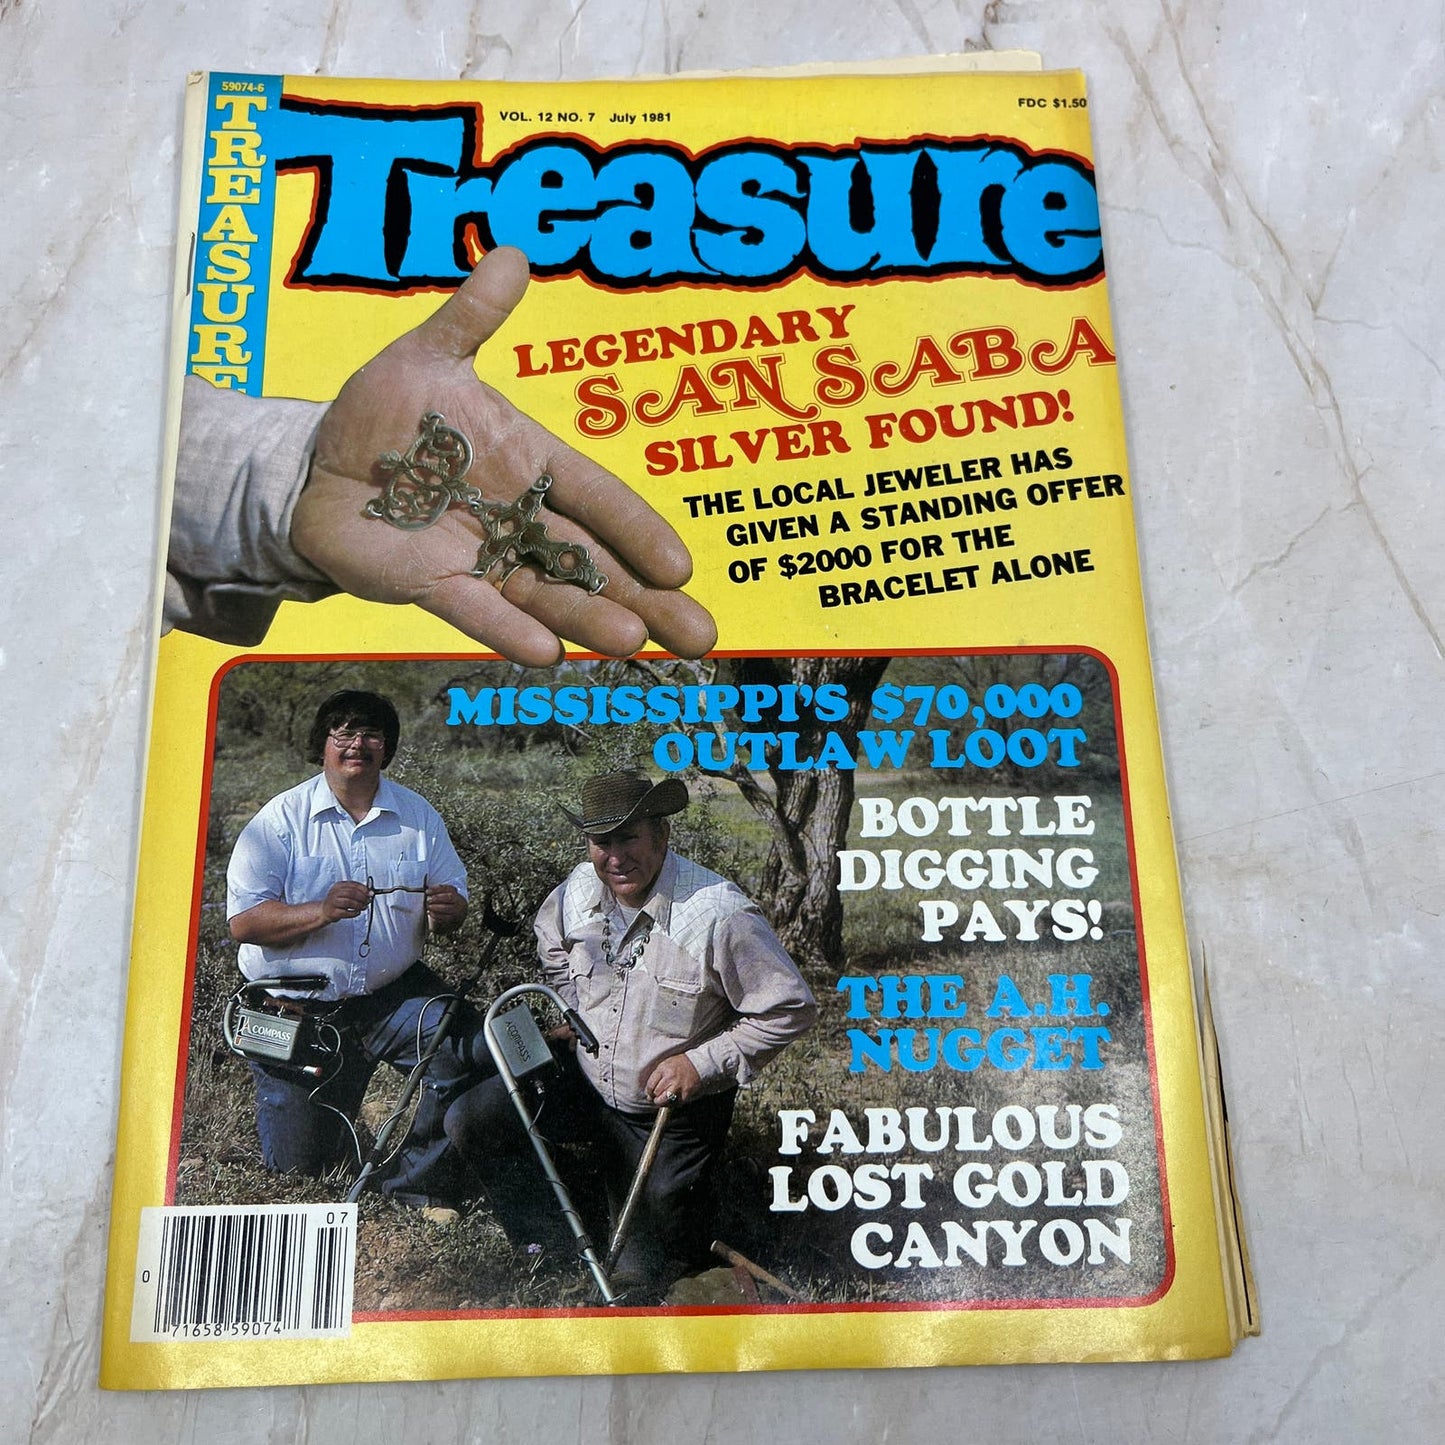 59074-6
TREASURE
VOL. 12 NO. 7 July 1981
FDC $1.50
Treasure
LEGENDARY
SAN SABA
SILVER FOUND!
THE LOCAL JEWELER HAS
GIVEN A STANDING OFFER
OF $2000 FOR THE
BRACELET ALONE
MISSISSIPPI'S $70,000
OUTLAW LOOT
BOTTLE
DIGGING
PAYS!
THE A.H.
NUGGET
FABULOUS
LOST GOLD
CANYON
COMPASS
COMPASS
07
0
71658 59074